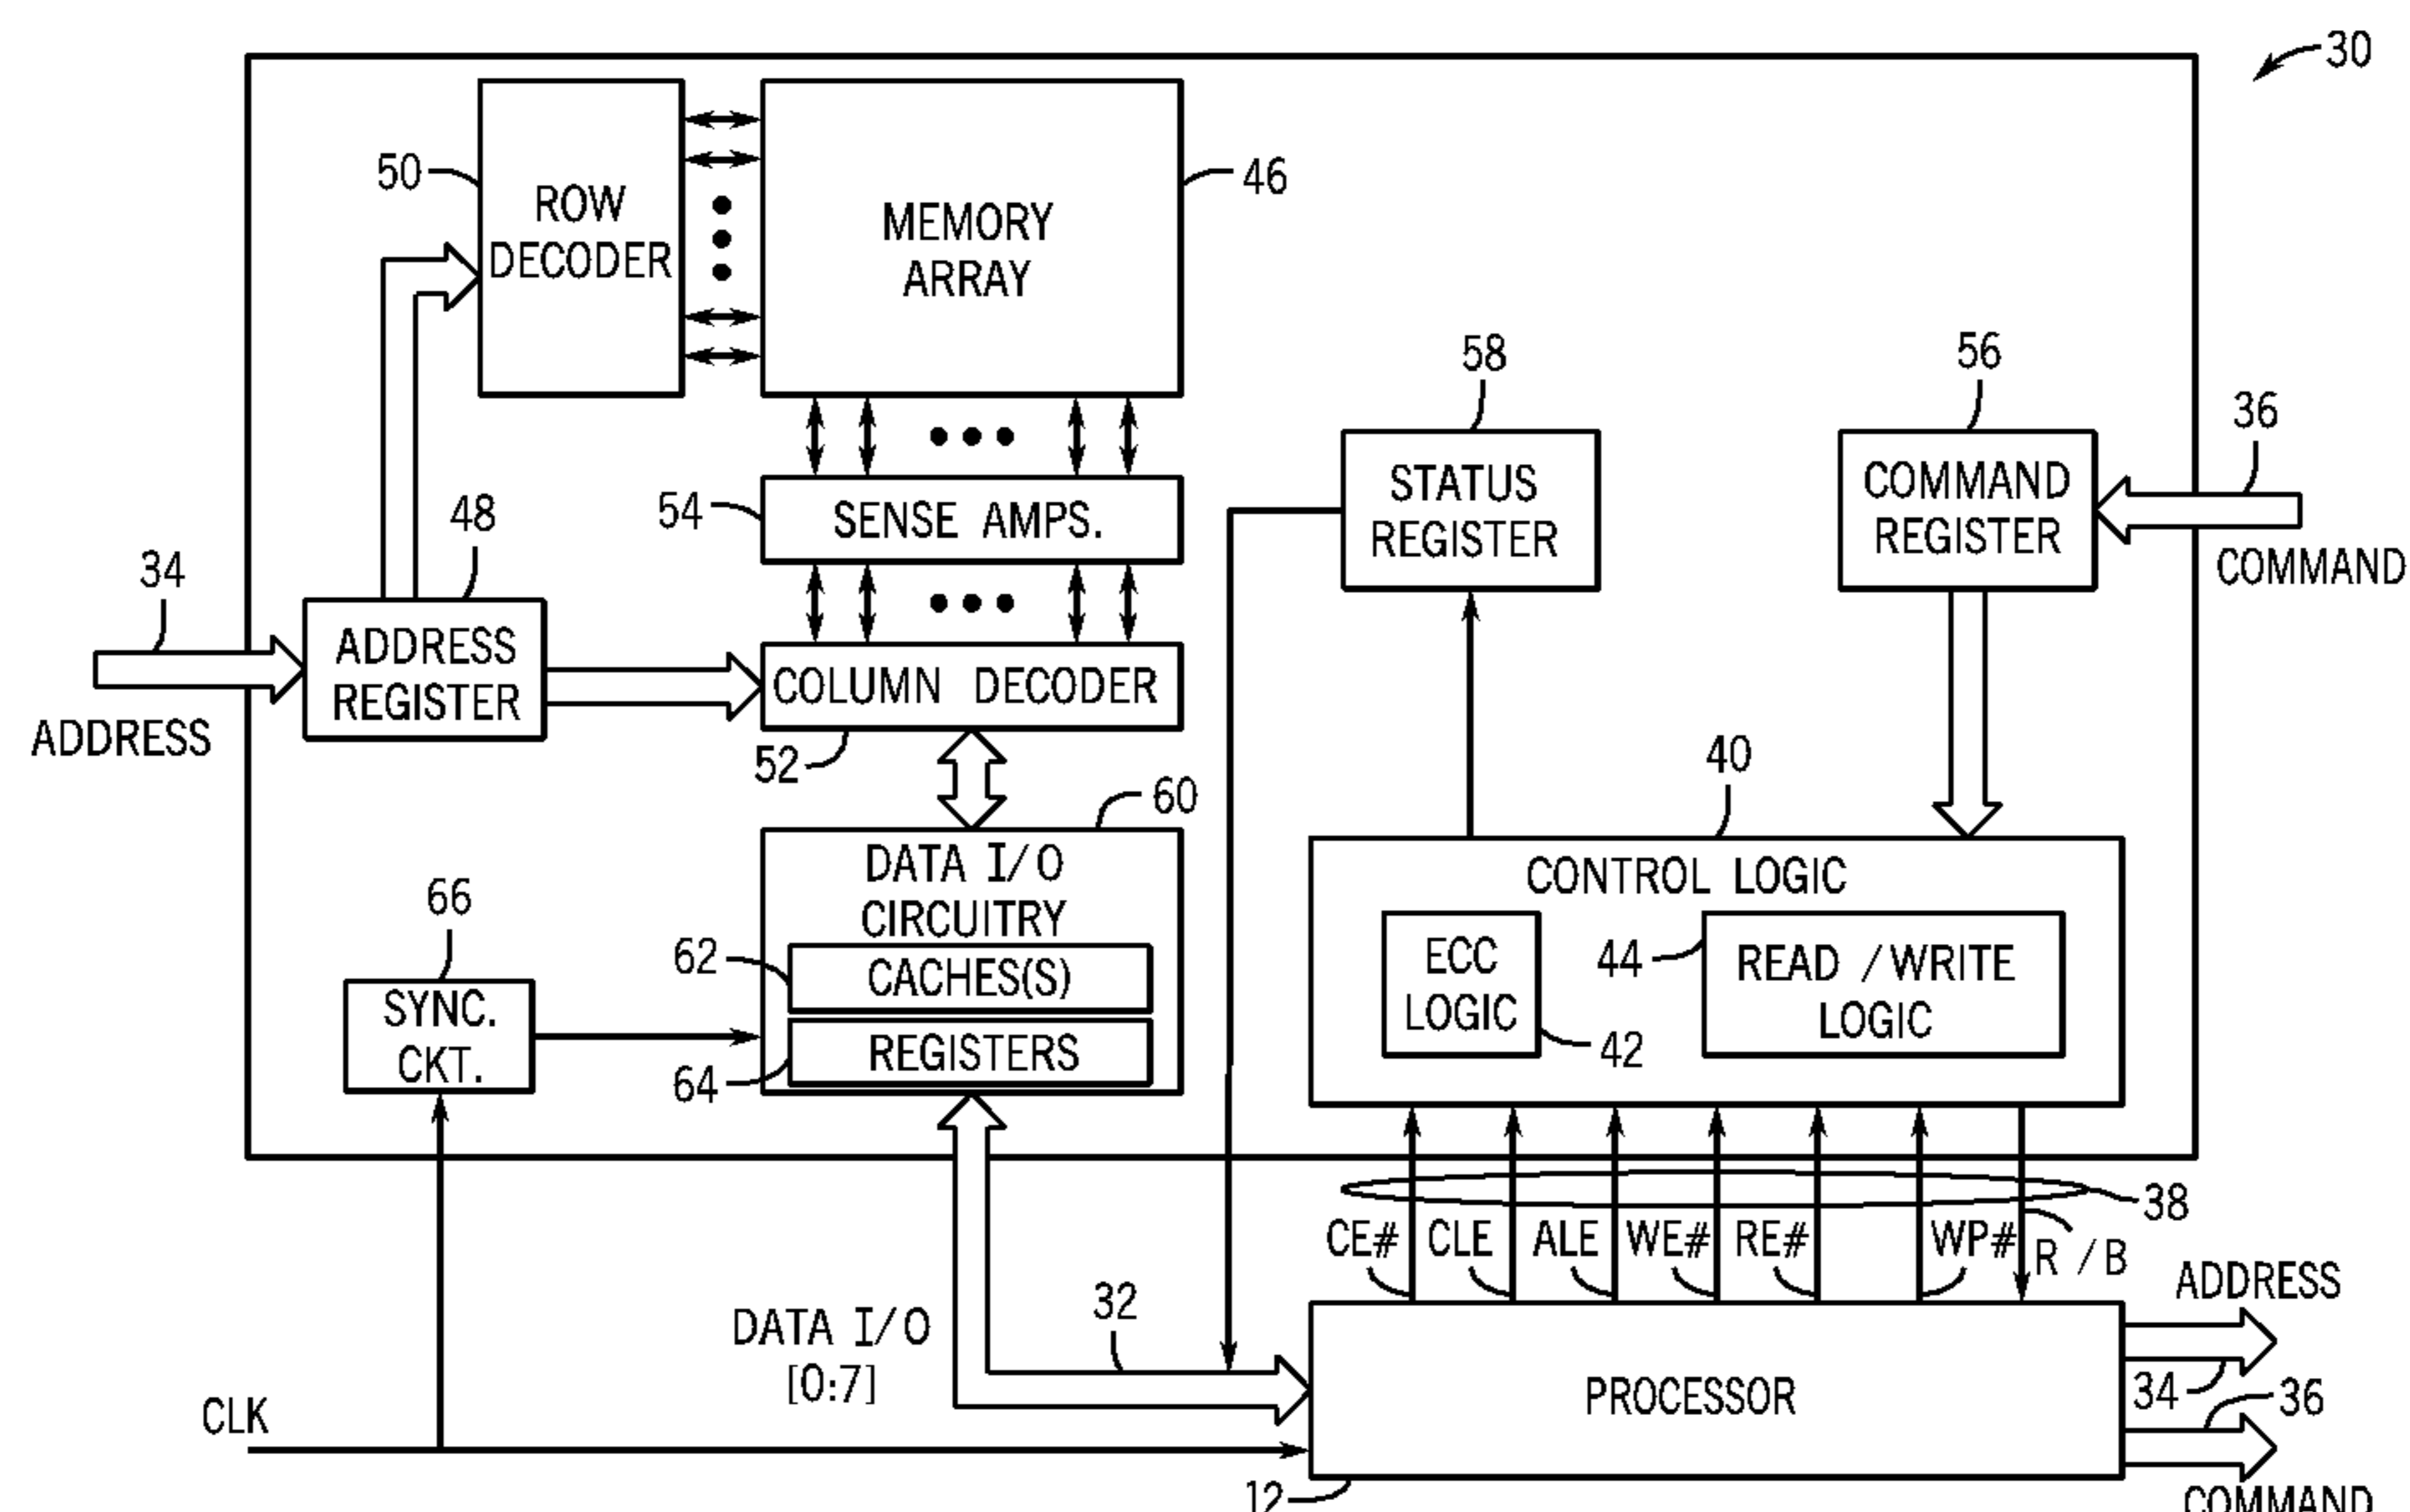 30
50
ROW
DECODER
MEMORY
ARRAY
46
58
56
36
STATUS
REGISTER
COMMAND
REGISTER
COMMAND
54
SENSE AMPS.
48
34
ADDRESS
REGISTER
ADDRESS
COLUMN DECODER
52
60
40
DATA I/O
CIRCUITRY
62
CACHES(S)
64
REGISTERS
66
SYNC.
CKT.
CONTROL LOGIC
ECC
LOGIC
42
44
READ /WRITE
LOGIC
38
CE#
CLE
ALE
WE#
RE#
WP#
R /B
ADDRESS
34
36
COMMAND
32
DATA I/O
[0:7]
CLK
PROCESSOR
12